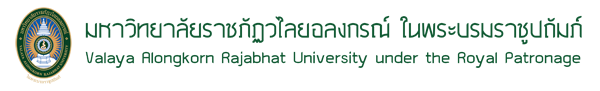 มหาวิทยาลัยราชภัฏวไลยอลงกรณ์ ในพระบรมราชูปถัมภ์
Valaya Alongkorn Rajabhat University under the Royal Patronage